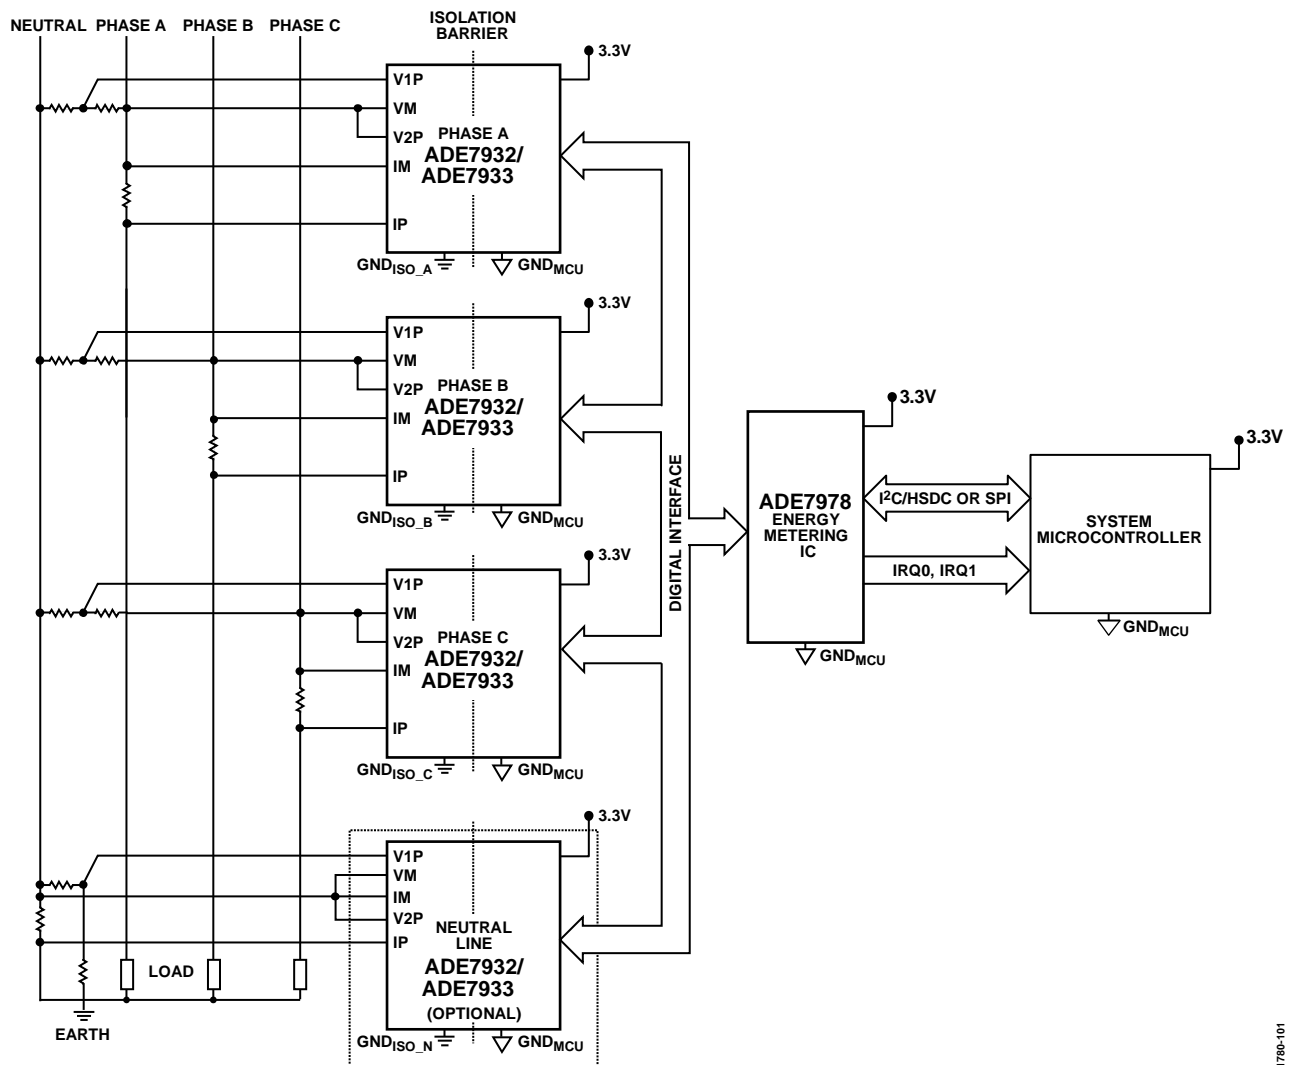 NEUTRAL PHASE A PHASE B PHASE C
ISOLATION
BARRIER
3.3V
V1P
VM
V2P
IM
IP
PHASE A
ADE7932/
ADE7933
GNDISO_A
GNDMCU
3.3V
V1P
VM
V2P
IM
IP
PHASE B
ADE7932/
ADE7933
GNDISO_B
GNDMCU
3.3V
V1P
VM
V2P
IM
IP
PHASE C
ADE7932/
ADE7933
GNDISO_C
GNDMCU
3.3V
V1P
VM
IM
V2P
IP
NEUTRAL
LINE
ADE7932/
ADE7933
(OPTIONAL)
GNDISO_N
GNDMCU
LOAD
EARTH
DIGITAL INTERFACE
3.3V
ADE7978
ENERGY
METERING
IC
GNDMCU
I2C/HSDC OR SPI
IRQ0, IRQ1
3.3V
SYSTEM
MICROCONTROLLER
GNDMCU
1780-101